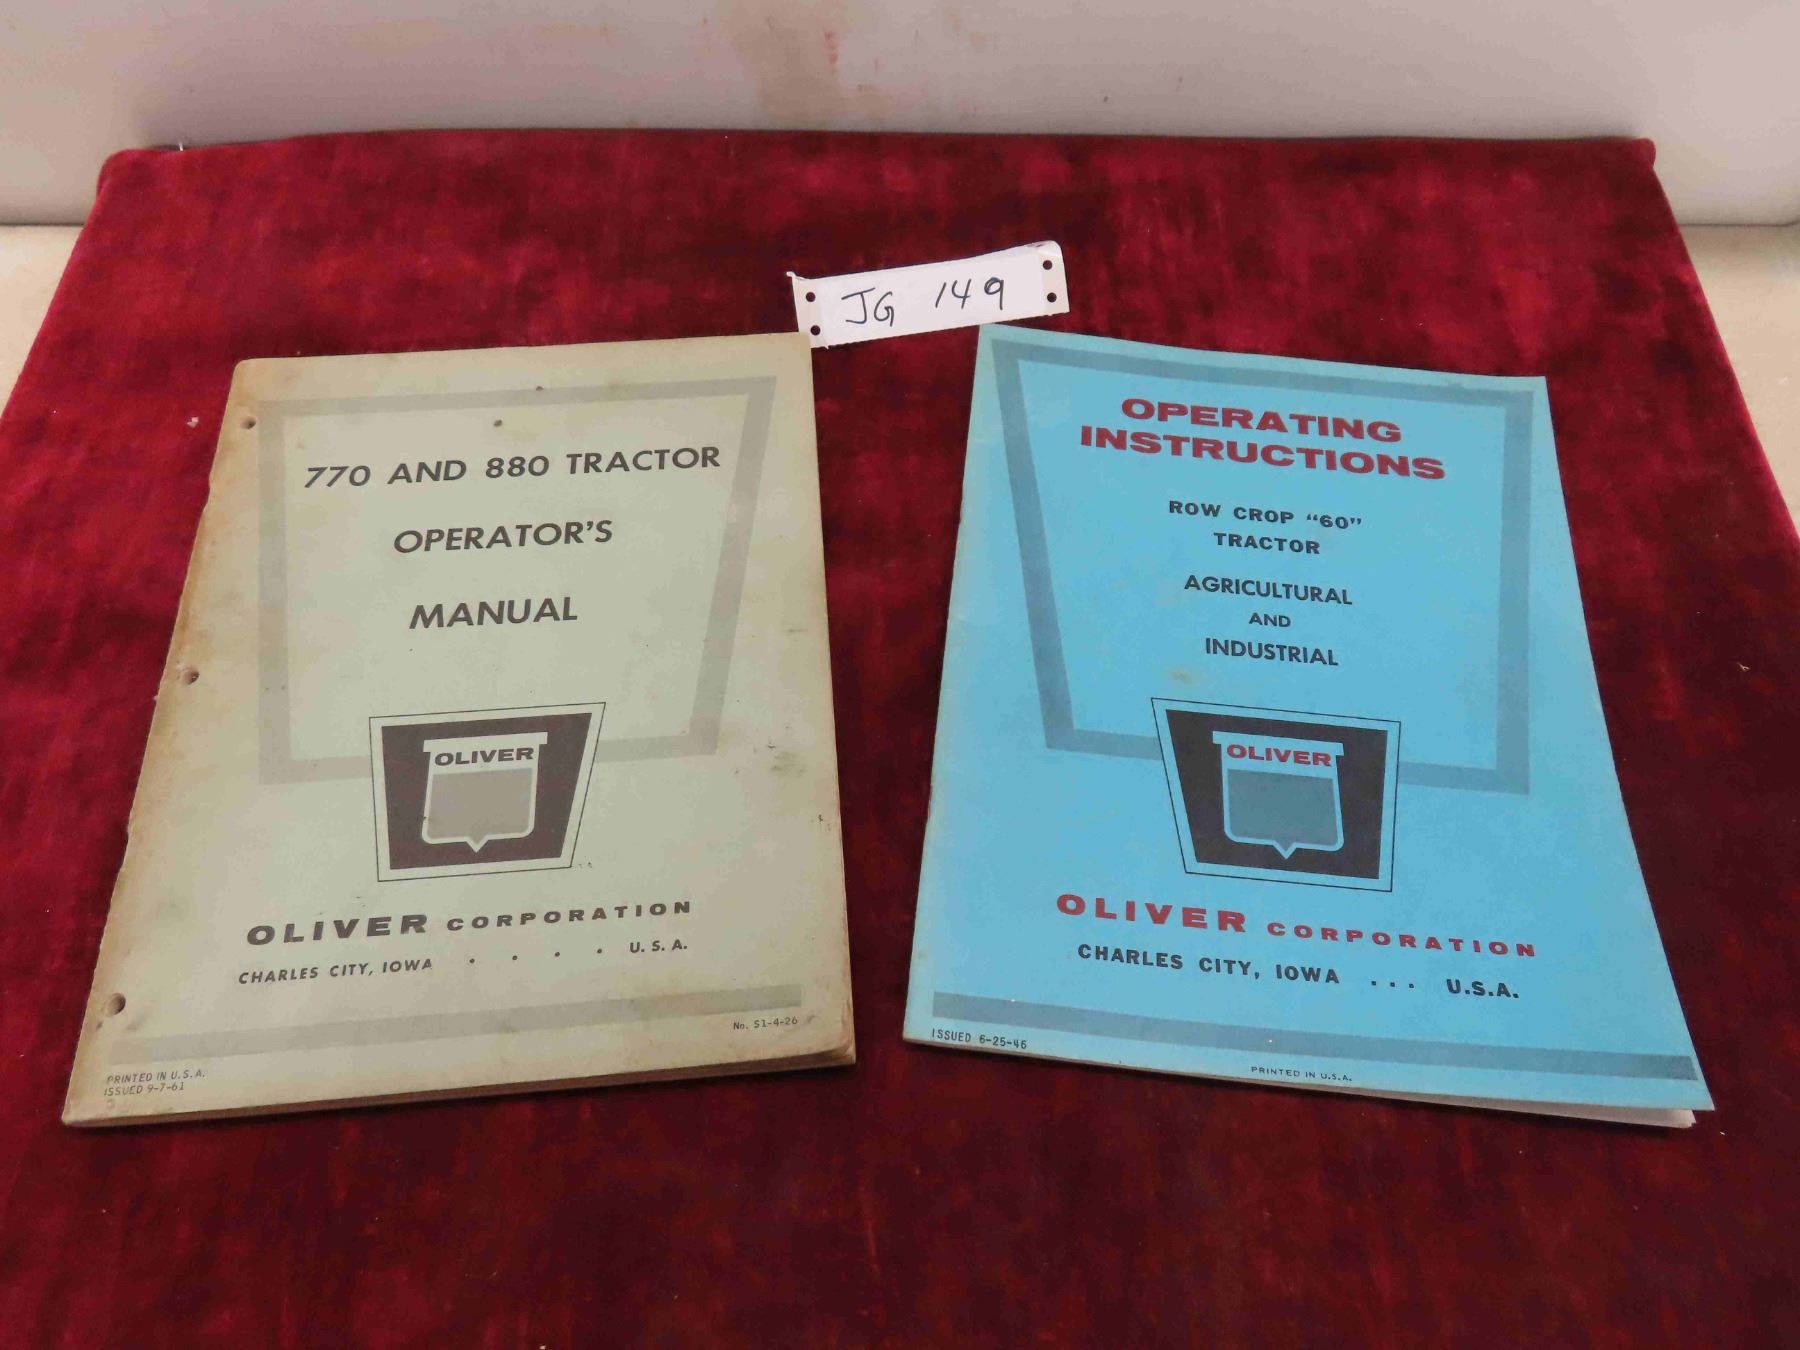 JG 149
770 AND 880 TRACTOR
OPERATOR'S
MANUAL
OLIVER
OLIVER CORPORATION
CHARLES CITY, IOWA . . . . U. S. A.
No. S1-4-26
PRINTED IN U.S.A.
ISSUED 9-7-61
OPERATING
INSTRUCTIONS
ROW CROP “60”
TRACTOR
AGRICULTURAL
AND
INDUSTRIAL
OLIVER
OLIVER CORPORATION
CHARLES CITY, IOWA . . . U.S.A.
ISSUED 6-25-46
PRINTED IN U.S.A.